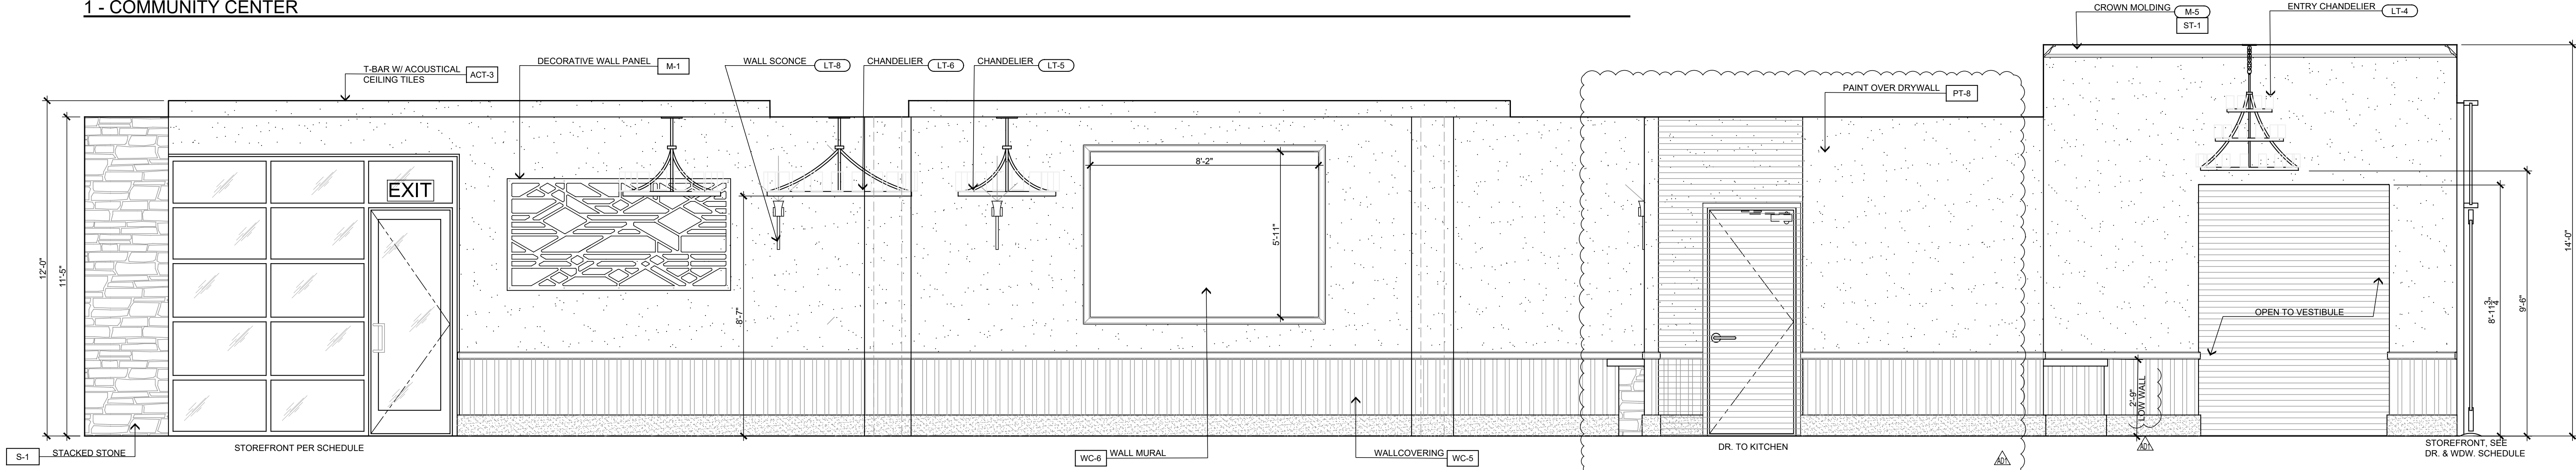 1 - COMMUNITY CENTER
CROWN MOLDING
M-5
ST-1
ENTRY CHANDELIER
LT-4
T-BAR W/ ACOUSTICAL
CEILING TILES
ACT-3
DECORATIVE WALL PANEL
M-1
WALL SCONCE
LT-8
CHANDELIER
LT-6
CHANDELIER
LT-5
PAINT OVER DRYWALL
PT-8
EXIT
8'-2"
5'-11"
12'-0"
11'-5"
8'-7"
14'-0"
9'-6"
8'-11 3/4"
OPEN TO VESTIBULE
2'-9"
LOW WALL
S-1
STACKED STONE
STOREFRONT PER SCHEDULE
WC-6
WALL MURAL
WALLCOVERING
WC-5
DR. TO KITCHEN
AD1
AD1
STOREFRONT, SEE
DR. & WDW. SCHEDULE